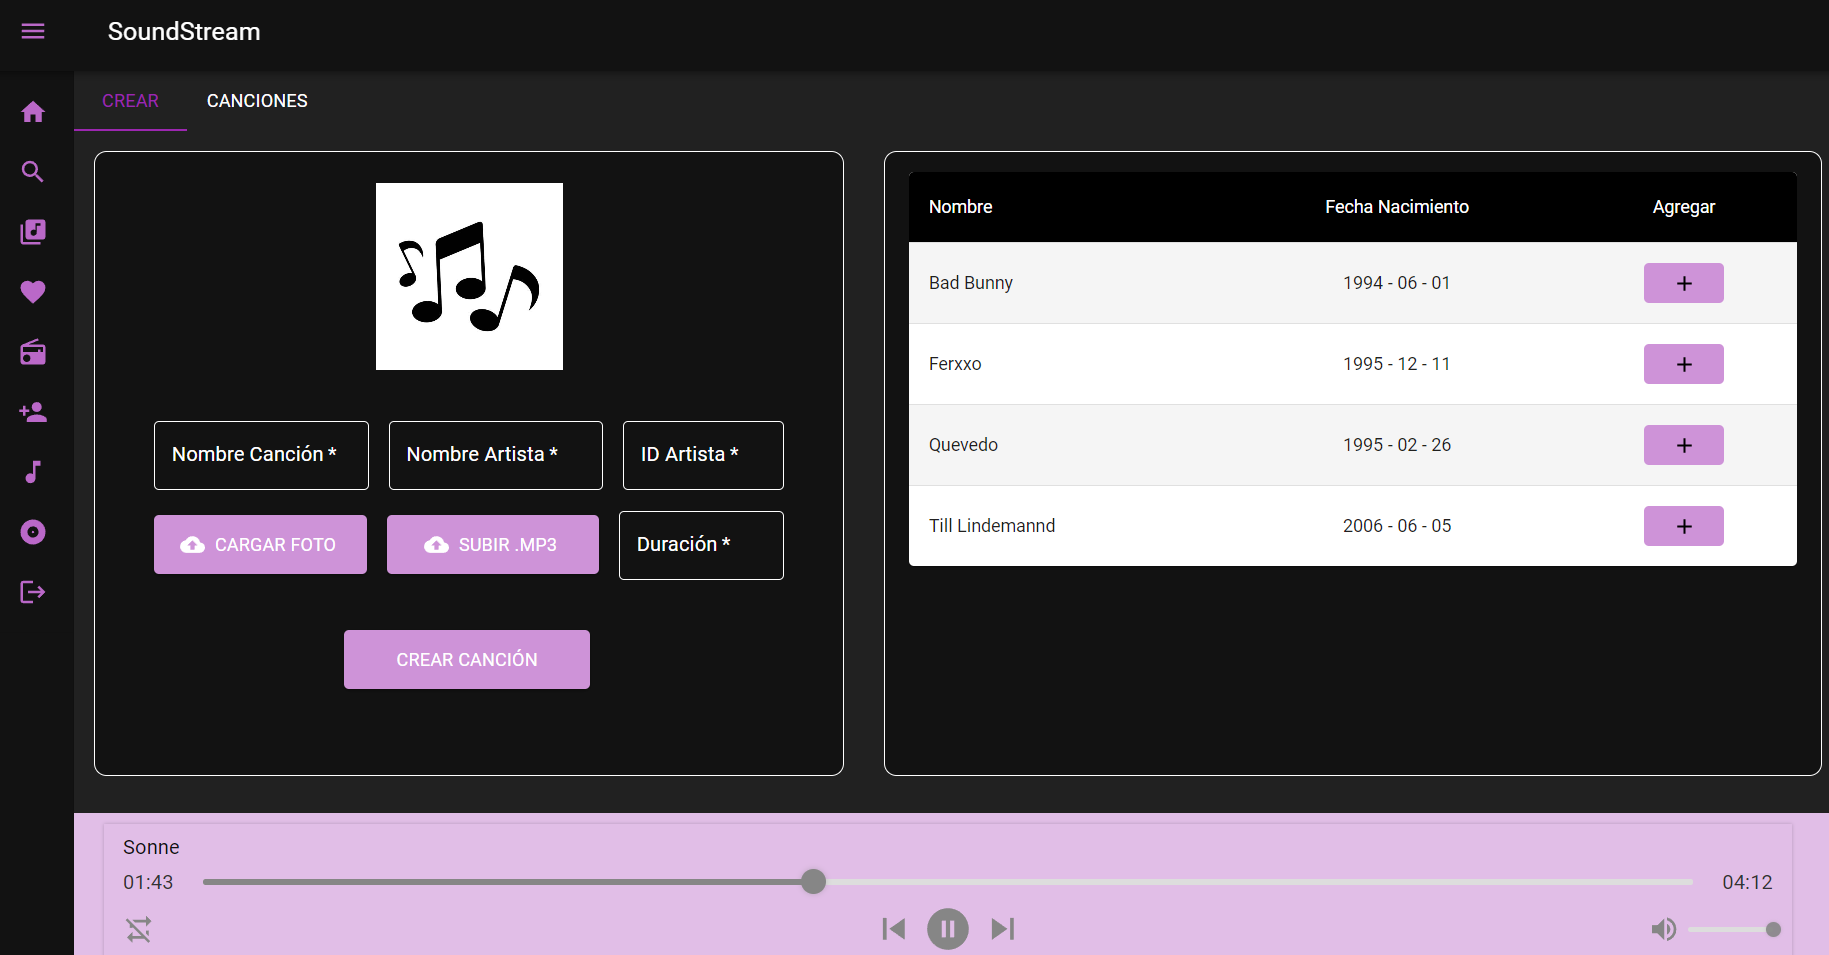 SoundStream
CREAR CANCIONES
Nombre Canción * Nombre Artista * ID Artista *
CARGAR FOTO SUBIR .MP3 Duración *
CREAR CANCIÓN
Nombre Fecha Nacimiento Agregar
Bad Bunny 1994 - 06 - 01 +
Ferxxo 1995 - 12 - 11 +
Quevedo 1995 - 02 - 26 +
Till Lindemannd 2006 - 06 - 05 +
Sonne
01:43 04:12